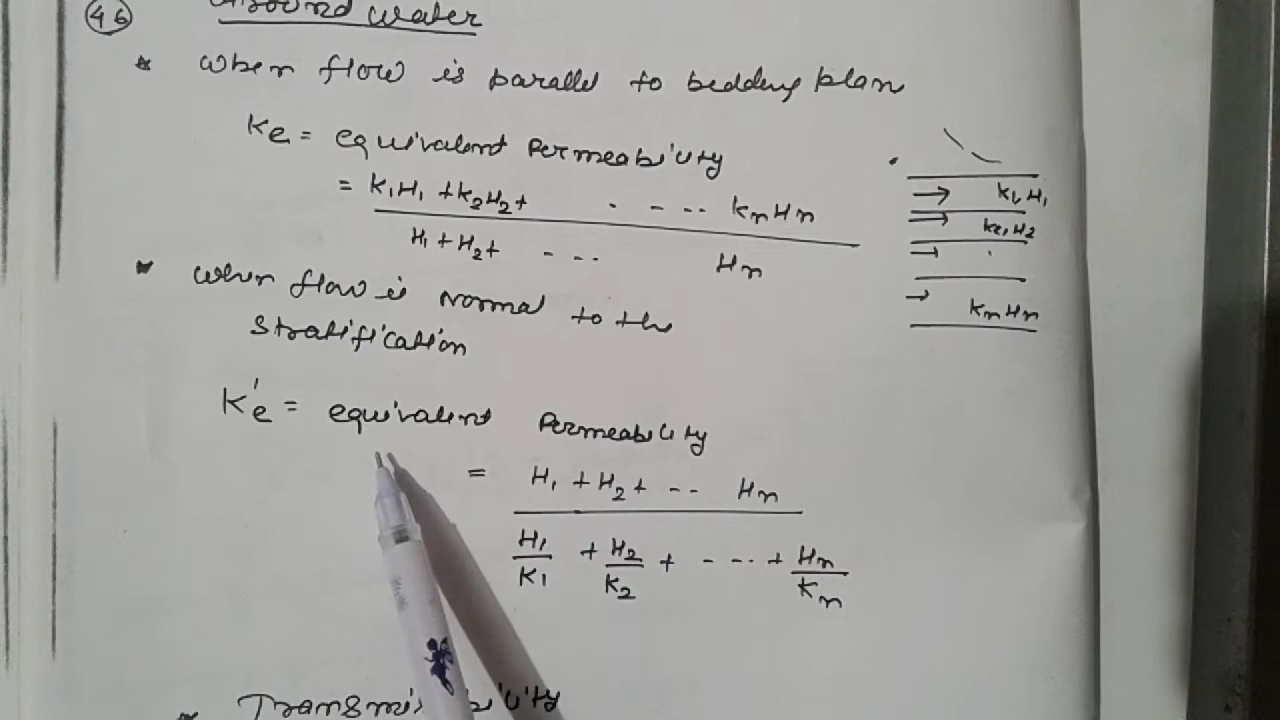 46 Ground water
* when flow is parallel to bedding plan
Ke = equivalent Permeability
= K1H1 + K2H2 + . - - -- KnHn
H1 + H2 + - - -- Hn
* when flow is Normal to the
Stratification
K'e = equivalent Permeability
= H1 + H2 + -- Hn
H1/K1 + H2/K2 + - -- + Hn/Kn
K1, H1
K2, H2
Kn Hn
* Transmissibility